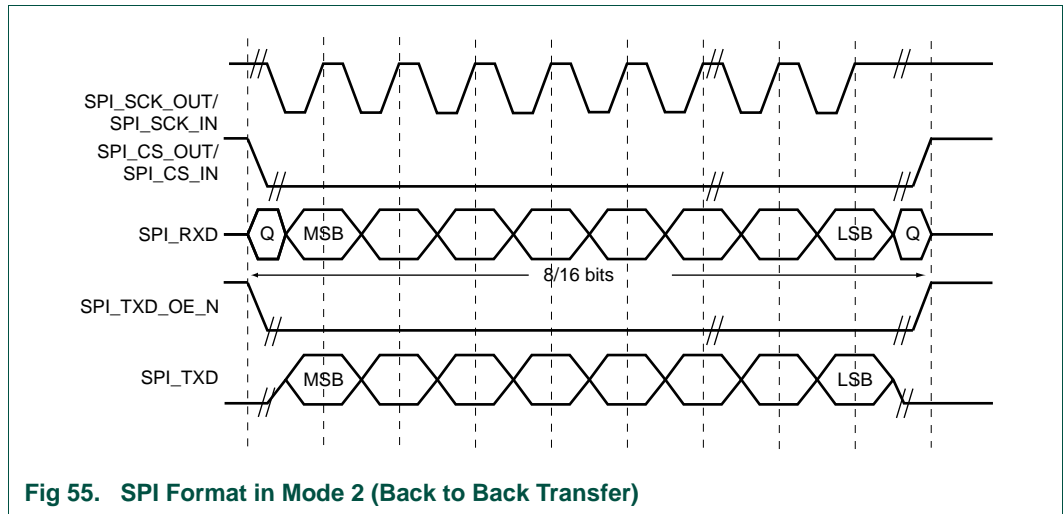 SPI_SCK_OUT/
SPI_SCK_IN
SPI_CS_OUT/
SPI_CS_IN
SPI_RXD
Q
MSB
LSB
Q
8/16 bits
SPI_TXD_OE_N
SPI_TXD
MSB
LSB
Fig 55. SPI Format in Mode 2 (Back to Back Transfer)